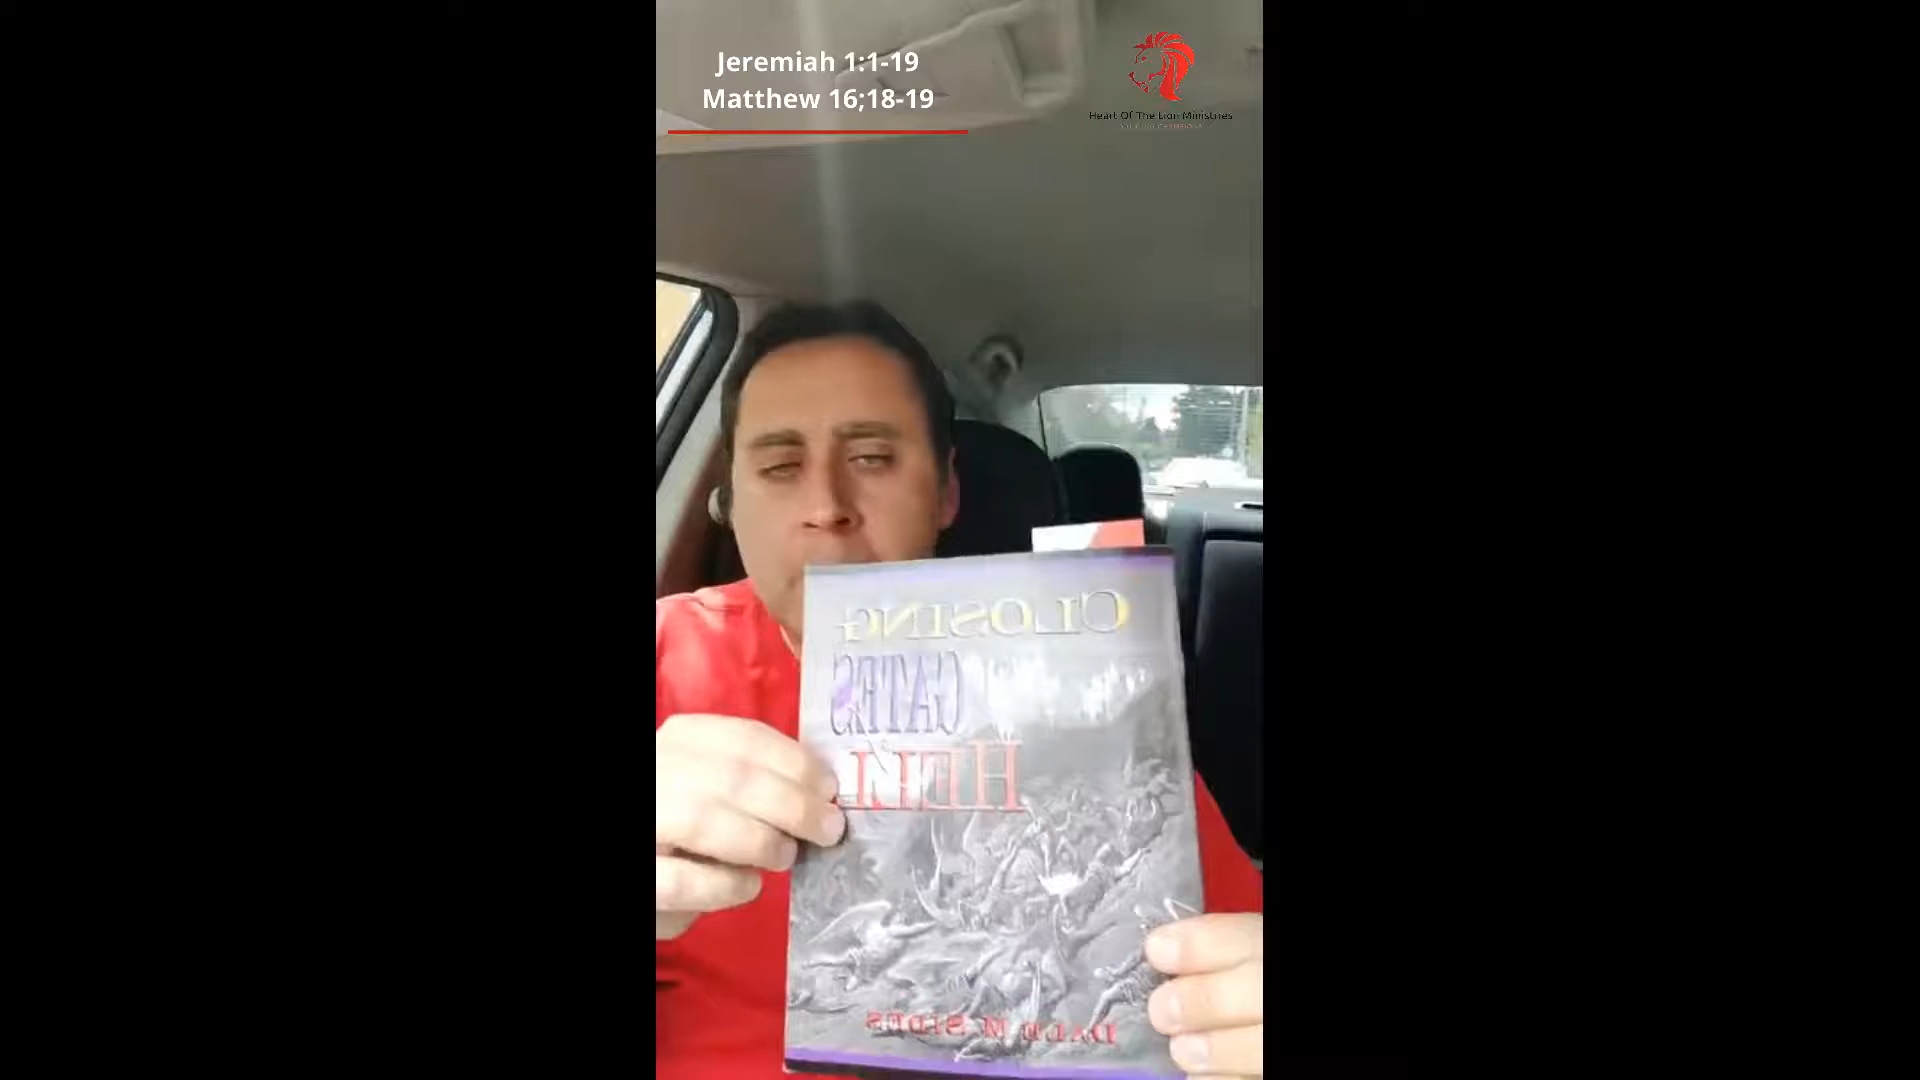 Jeremiah 1:1-19
Matthew 16;18-19
Heart Of The Lion Ministries
CLOSING
GATES
HELL
DALE M SIDES